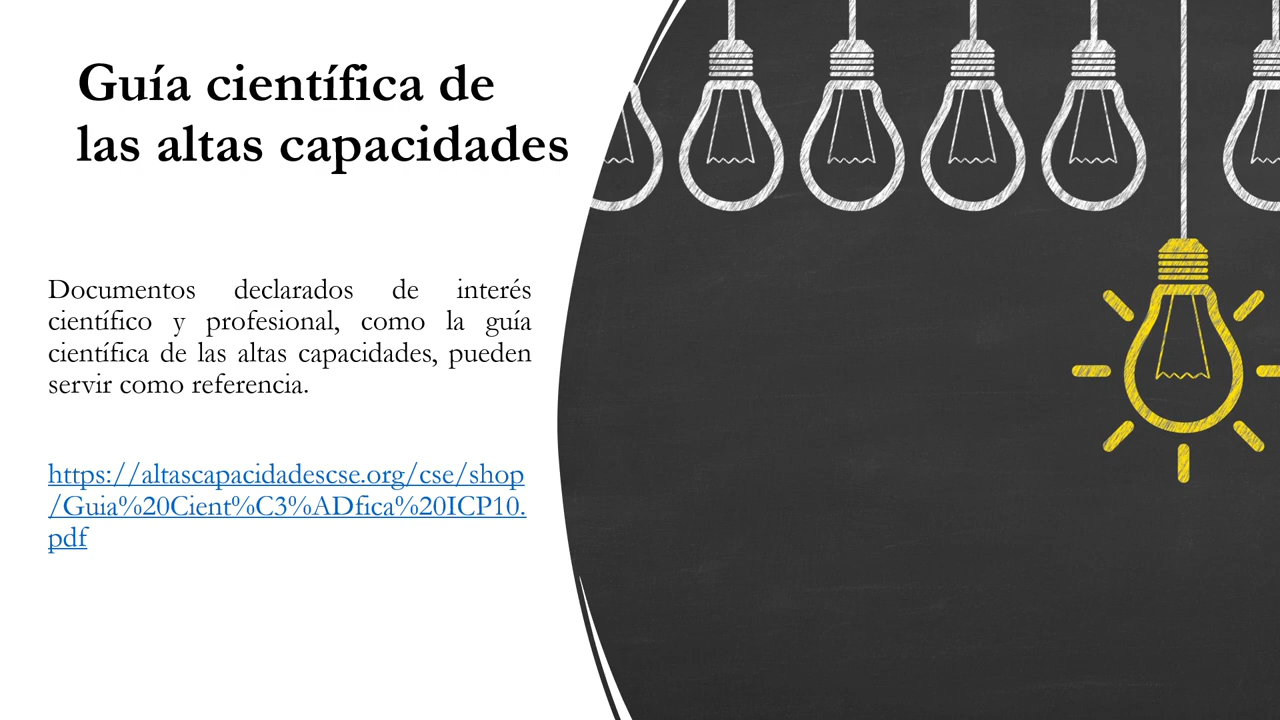 Guía científica de
las altas capacidades
Documentos declarados de interés
científico y profesional, como la guía
científica de las altas capacidades, pueden
servir como referencia.
https://altascapacidadescse.org/cse/shop
/Guia%20Cient%C3%ADfica%20ICP10.
pdf